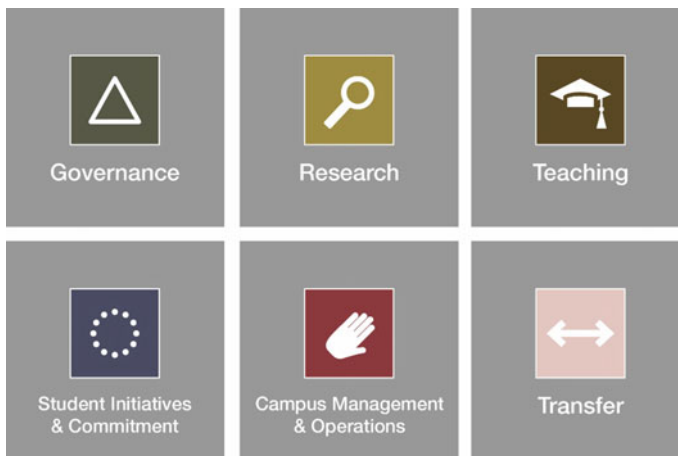 Governance
Research
Teaching
Student Initiatives
& Commitment
Campus Management
& Operations
Transfer